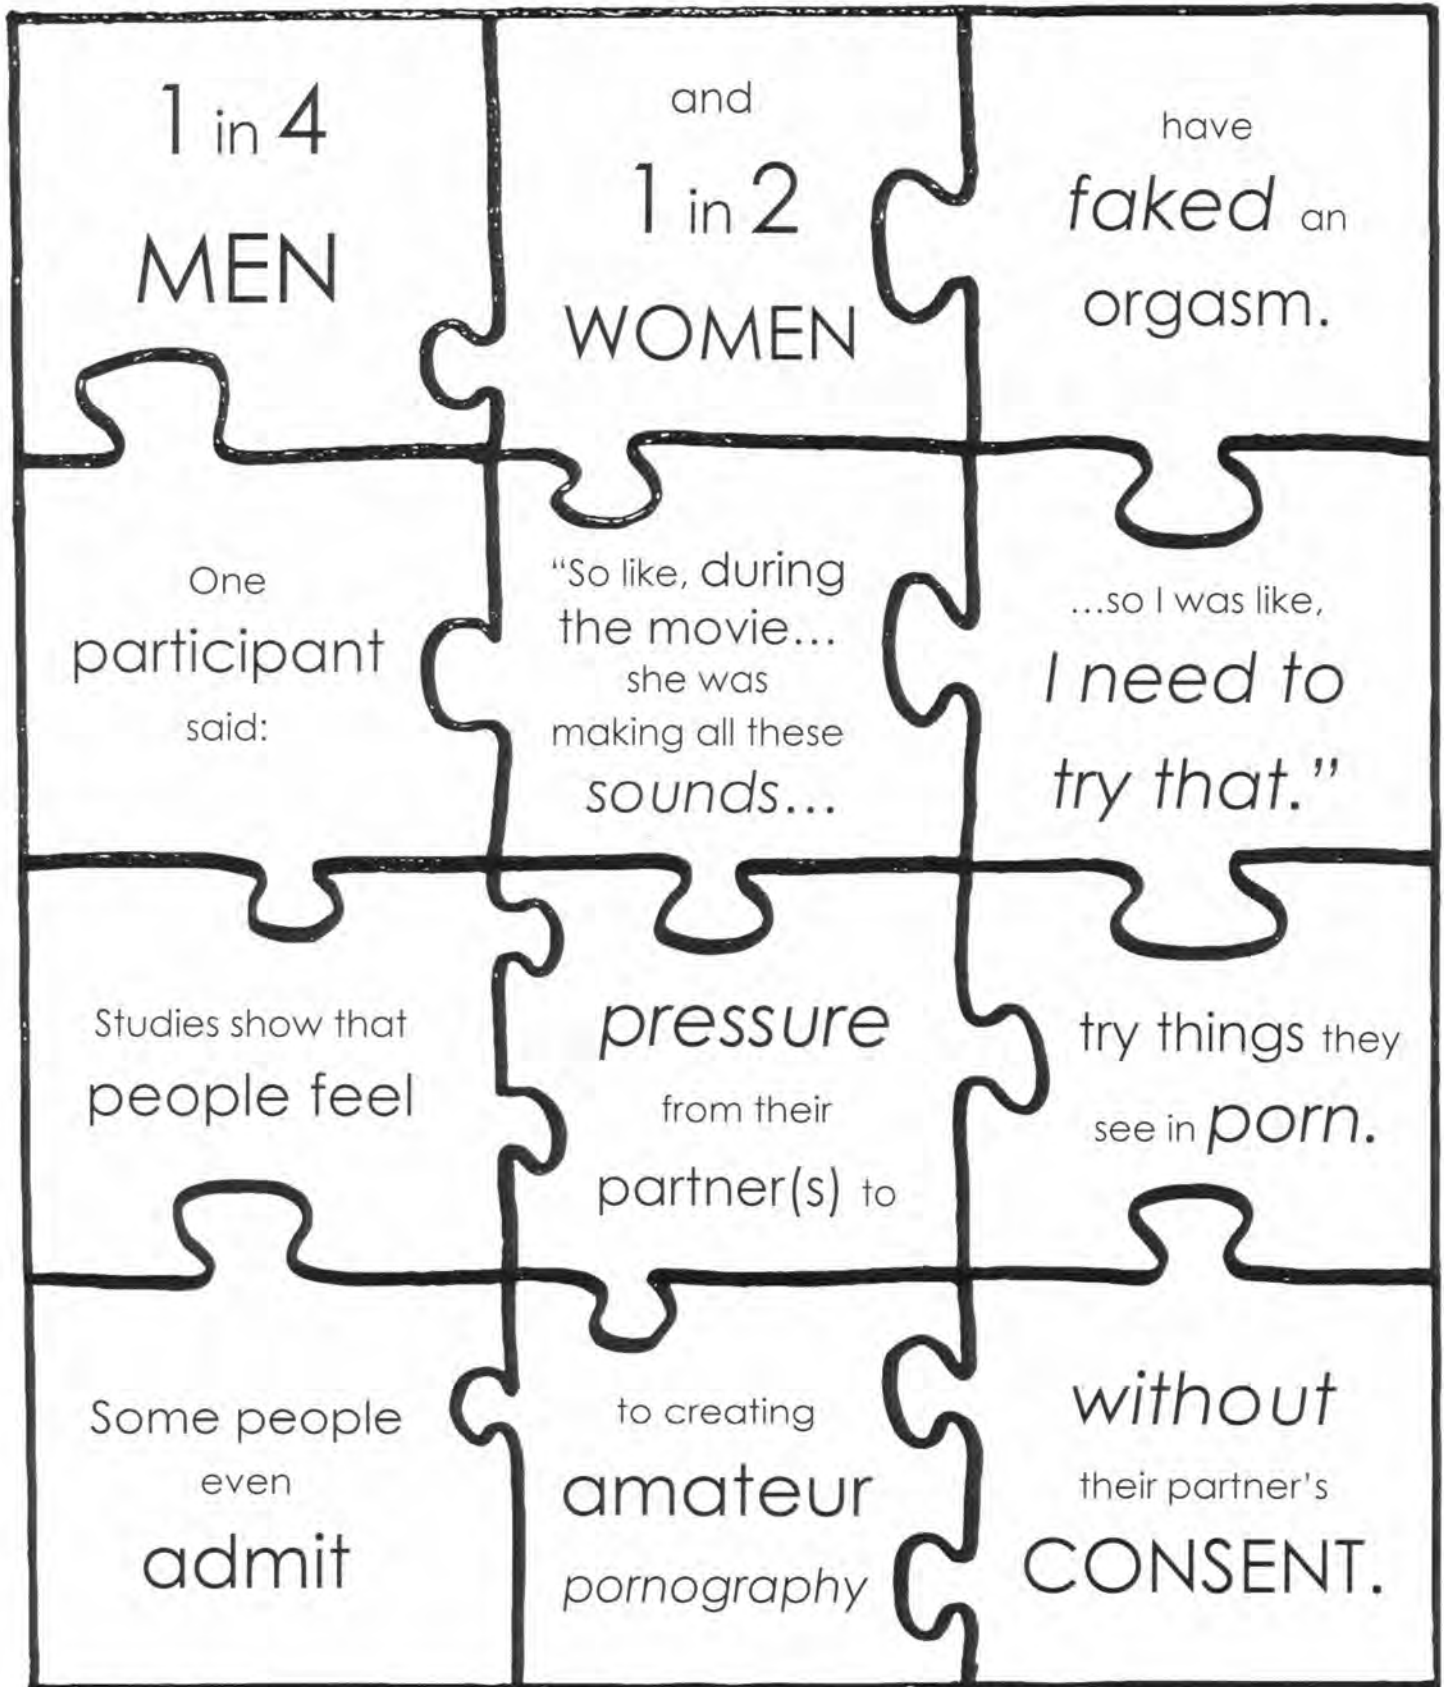 1 in 4
MEN
and
1 in 2
WOMEN
have
faked an
orgasm.
One
participant
said:
“So like, during
the movie...
she was
making all these
sounds...
...so I was like,
I need to
try that.”
Studies show that
people feel
pressure
from their
partner(s) to
try things they
see in porn.
Some people
even
admit
to creating
amateur
pornography
without
their partner’s
CONSENT.